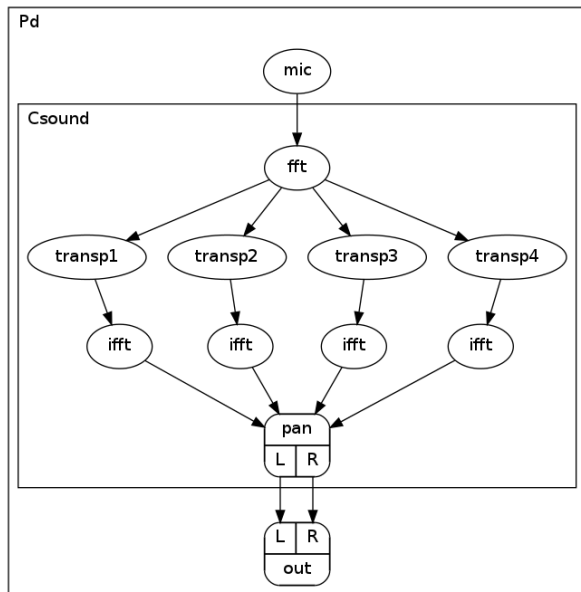 Pd
mic
Csound
fft
transp1 transp2 transp3 transp4
ifft ifft ifft ifft
pan
L R
L R
out